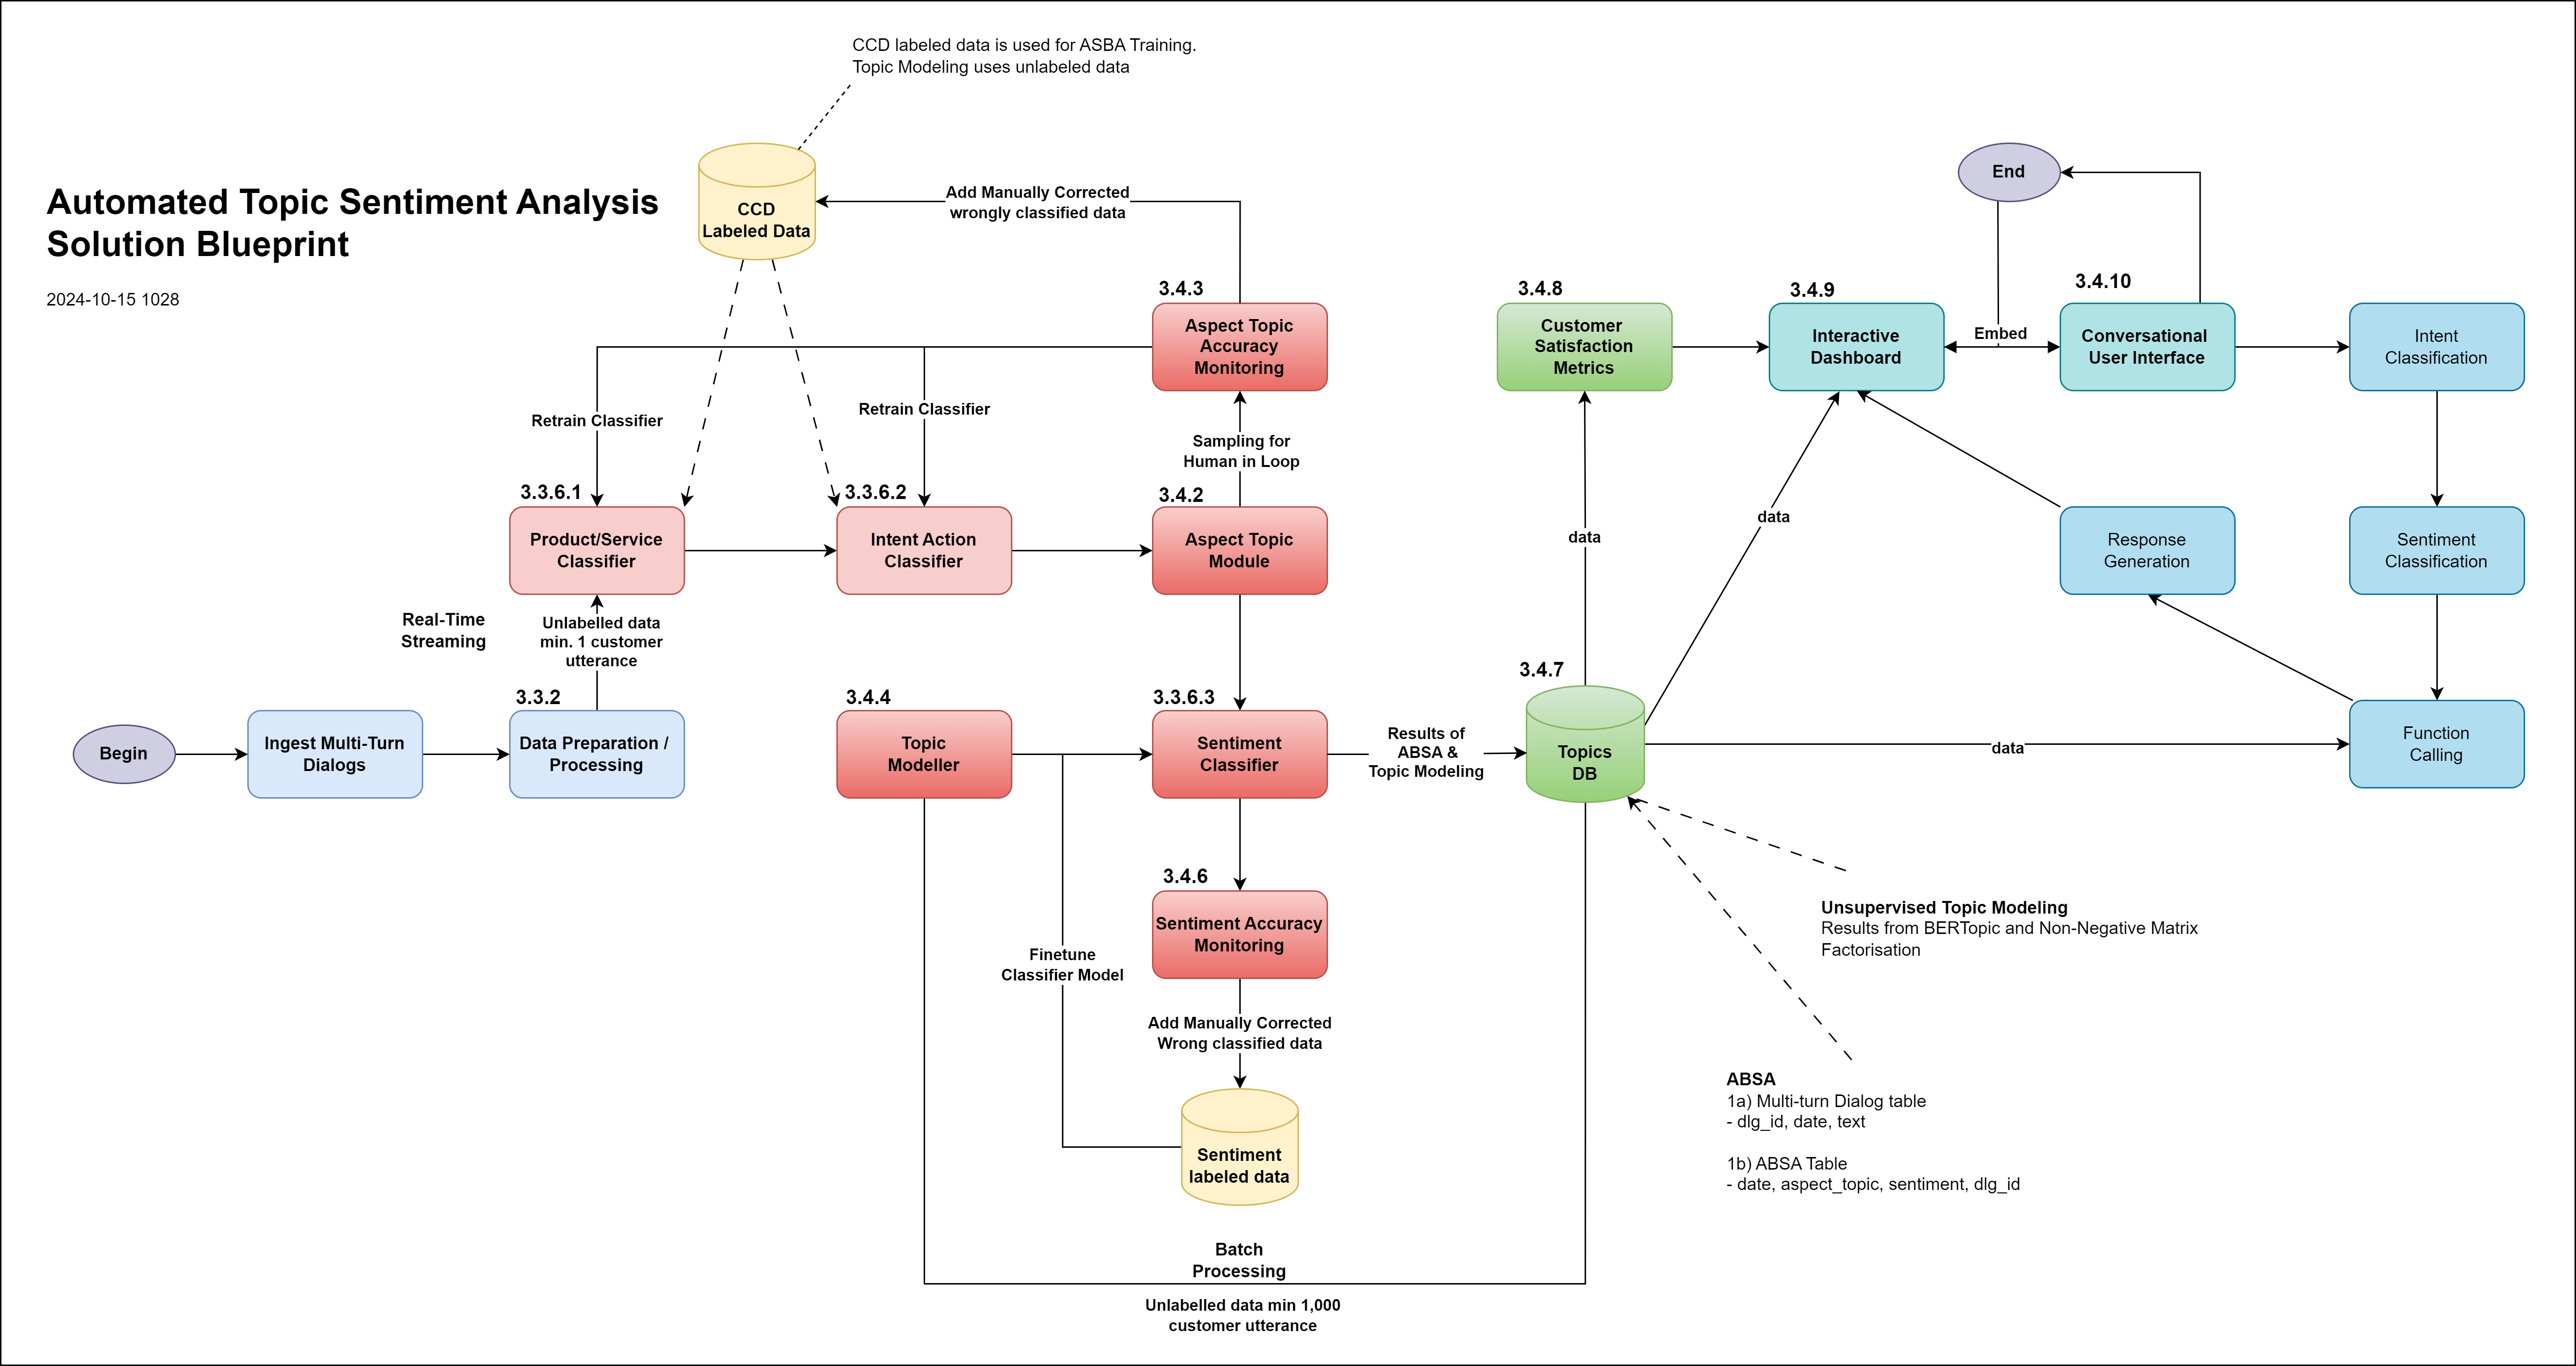 CCD labeled data is used for ASBA Training.
Topic Modeling uses unlabeled data
Automated Topic Sentiment Analysis
Solution Blueprint
2024-10-15 1028
CCD
Labeled Data
Add Manually Corrected
wrongly classified data
End
3.4.3
Aspect Topic
Accuracy
Monitoring
3.4.8
Customer
Satisfaction
Metrics
3.4.9
Interactive
Dashboard
Embed
3.4.10
Conversational
User Interface
Intent
Classification
Retrain Classifier
Retrain Classifier
Sampling for
Human in Loop
3.3.6.1
Product/Service
Classifier
3.3.6.2
Intent Action
Classifier
3.4.2
Aspect Topic
Module
data
data
Response
Generation
Sentiment
Classification
Real-Time
Streaming
Unlabelled data
min. 1 customer
utterance
Begin
Ingest Multi-Turn
Dialogs
3.3.2
Data Preparation /
Processing
3.4.4
Topic
Modeller
3.3.6.3
Sentiment
Classifier
Results of
ABSA &
Topic Modeling
3.4.7
Topics
DB
data
Function
Calling
3.4.6
Sentiment Accuracy
Monitoring
Finetune
Classifier Model
Add Manually Corrected
Wrong classified data
Sentiment
labeled data
Unsupervised Topic Modeling
Results from BERTopic and Non-Negative Matrix
Factorisation
ABSA
1a) Multi-turn Dialog table
- dlg_id, date, text
1b) ABSA Table
- date, aspect_topic, sentiment, dlg_id
Batch
Processing
Unlabelled data min 1,000
customer utterance